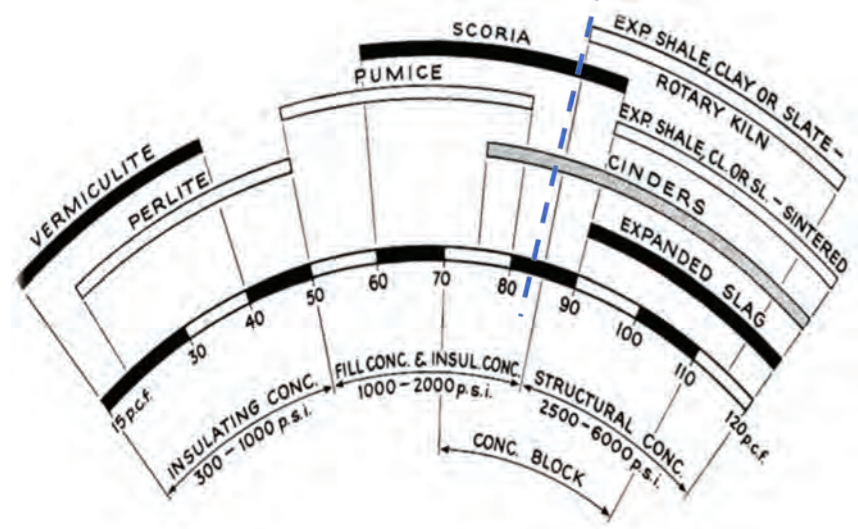 SCORIA
EXP. SHALE, CLAY OR SLATE -
ROTARY KILN
PUMICE
EXP. SHALE, CL. OR SL. - SINTERED
CINDERS
VERMICULITE
PERLITE
EXPANDED SLAG
15 p.c.f.
30
40
50
60
70
80
90
100
110
120 p.c.f.
INSULATING CONC.
300 - 1000 p.s.i.
FILL CONC. & INSUL. CONC.
1000 - 2000 p.s.i.
STRUCTURAL CONC.
2500 - 6000 p.s.i.
CONC. BLOCK